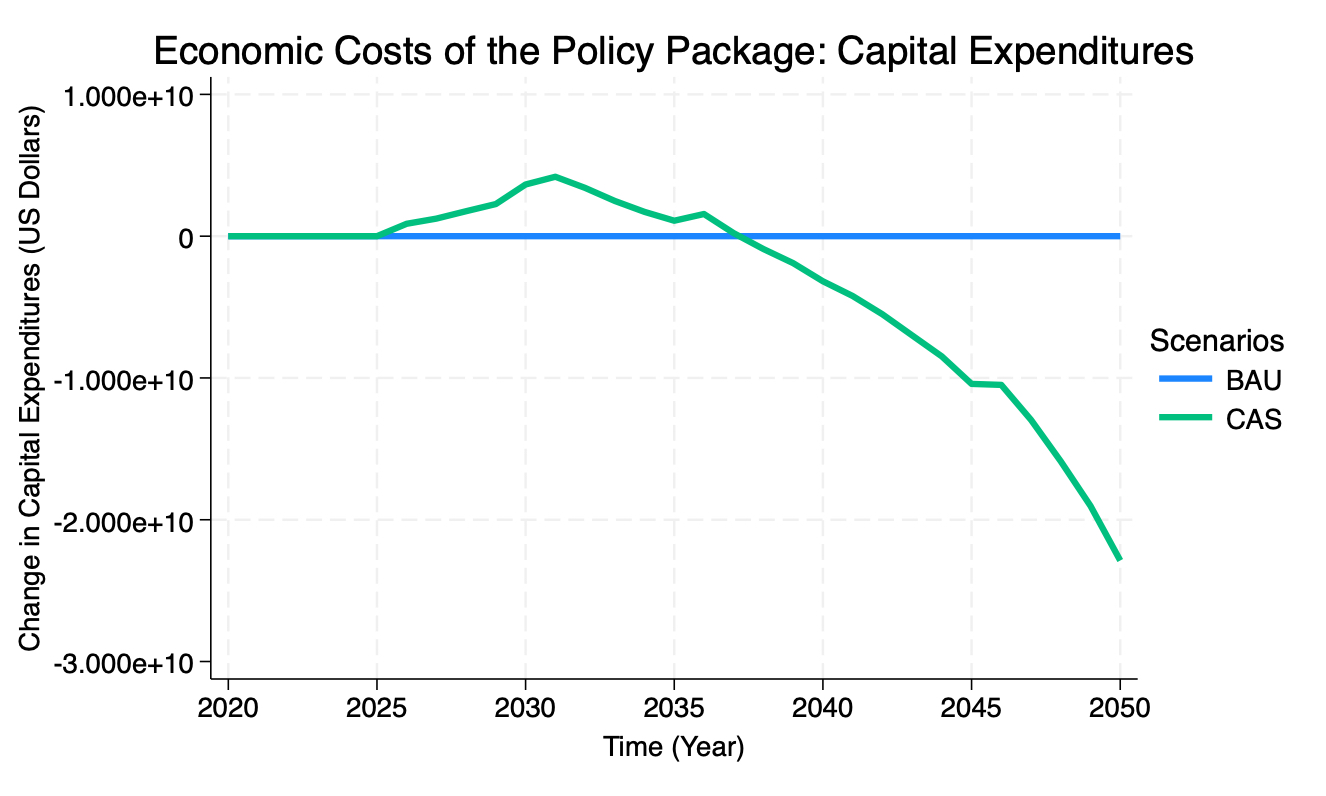 Economic Costs of the Policy Package: Capital Expenditures
Change in Capital Expenditures (US Dollars)
1.000e+10
0
-1.000e+10
-2.000e+10
-3.000e+10
2020 2025 2030 2035 2040 2045 2050
Time (Year)
Scenarios
BAU
CAS